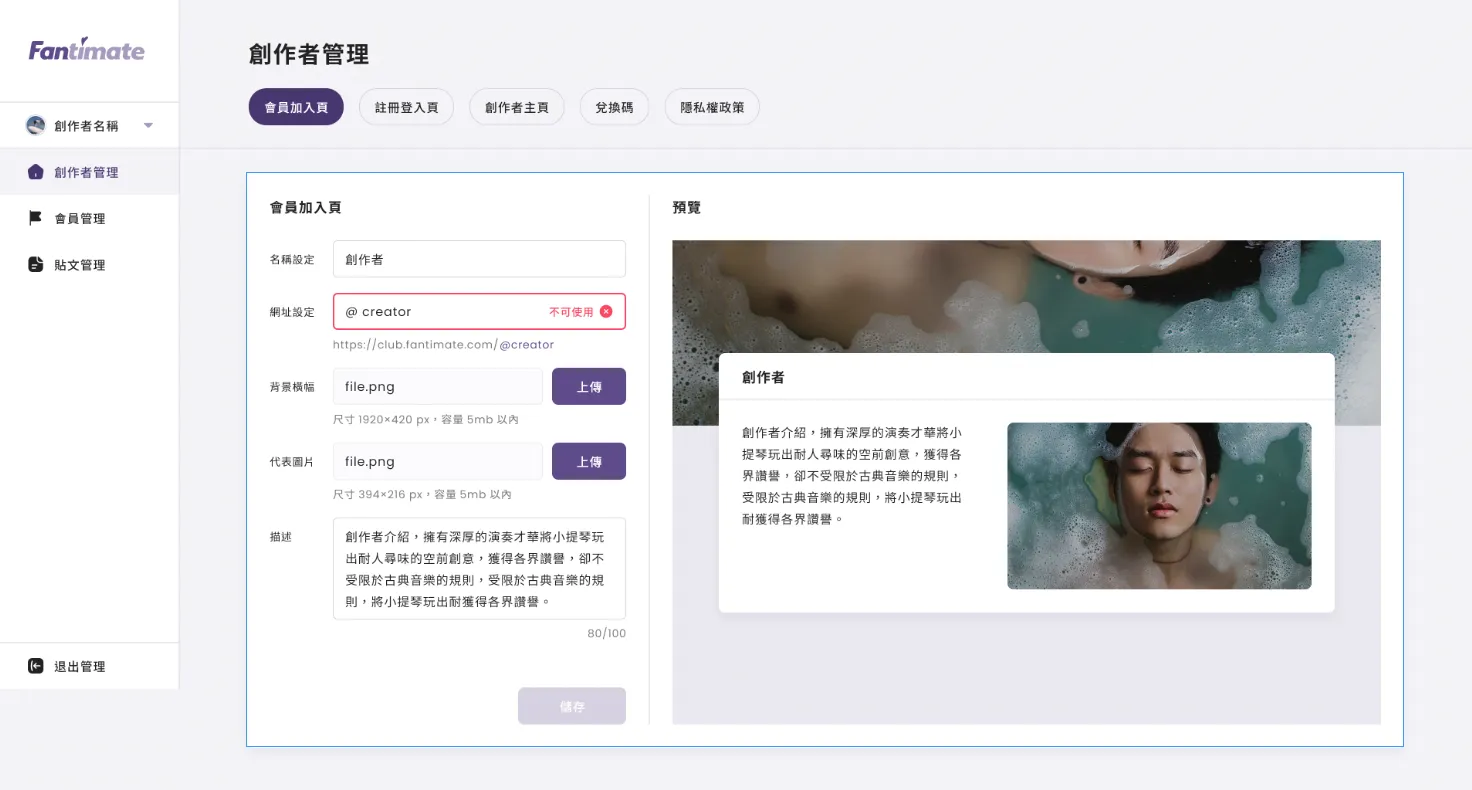 Fantimate
創作者名稱
創作者管理
會員管理
貼文管理
退出管理
創作者管理
會員加入頁
註冊登入頁
創作者主頁
兌換碼
隱私權政策
會員加入頁
名稱設定
創作者
網址設定
@ creator
不可使用
https://club.fantimate.com/@creator
背景橫幅
file.png
上傳
尺寸 1920×420 px，容量 5mb 以內
代表圖片
file.png
上傳
尺寸 394×216 px，容量 5mb 以內
描述
創作者介紹，擁有深厚的演奏才華將小提琴玩
出耐人尋味的空前創意，獲得各界讚譽，卻不
受限於古典音樂的規則，受限於古典音樂的規
則，將小提琴玩出耐獲得各界讚譽。
80/100
儲存
預覽
創作者
創作者介紹，擁有深厚的演奏才華將小
提琴玩出耐人尋味的空前創意，獲得各
界讚譽，卻不受限於古典音樂的規則，
受限於古典音樂的規則，將小提琴玩出
耐獲得各界讚譽。